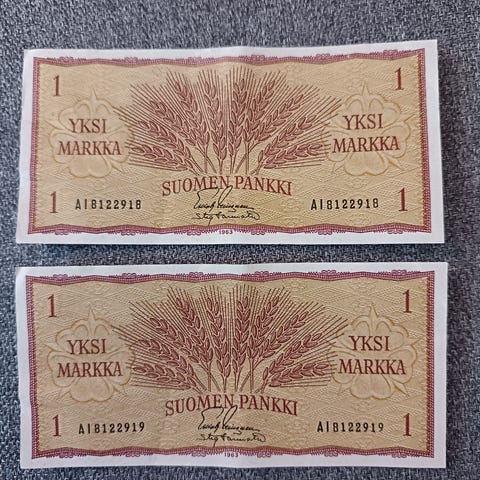 1 1
YKSI MARKKA YKSI MARKKA
SUOMEN PANKKI
1 AI8122918 AI8122918 1
1963
1 1
YKSI MARKKA YKSI MARKKA
SUOMEN PANKKI
1 AI8122919 AI8122919 1
1963